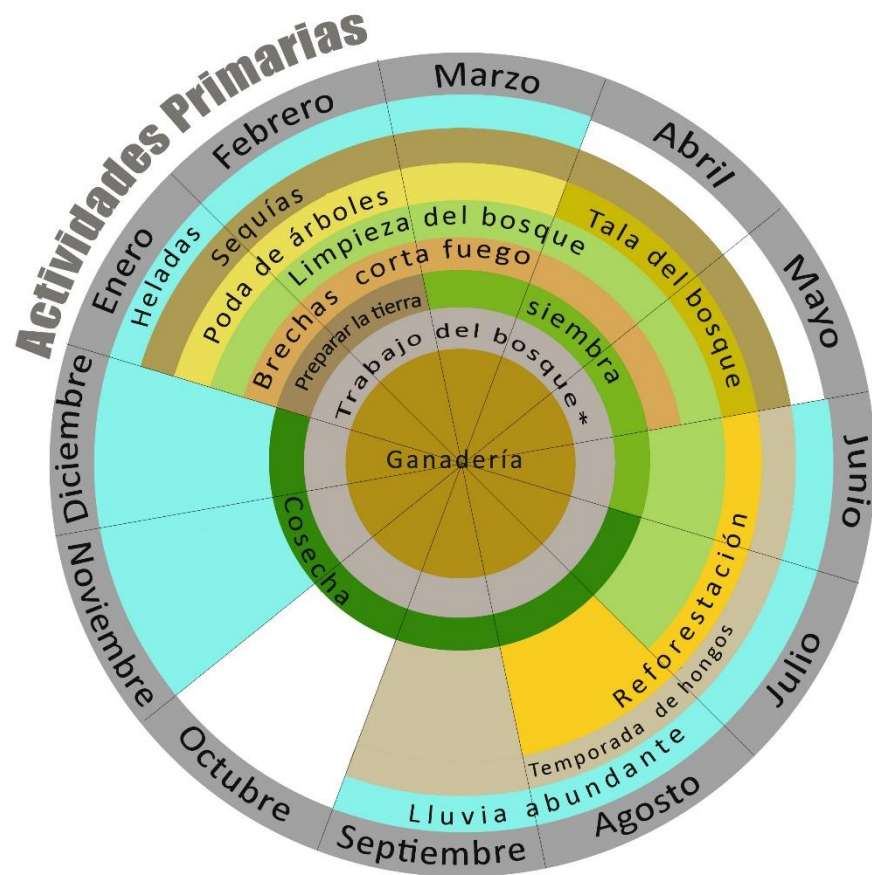 Actividades Primarias
Enero
Febrero
Marzo
Abril
Mayo
Junio
Julio
Agosto
Septiembre
Octubre
Noviembre
Diciembre
Heladas
Sequías
Poda de árboles
Limpieza del bosque
Brechas corta fuego
Preparar la tierra
Trabajo del bosque*
Ganadería
siembra
Tala del bosque
Reforestación
Temporada de hongos
Lluvia abundante
Cosecha